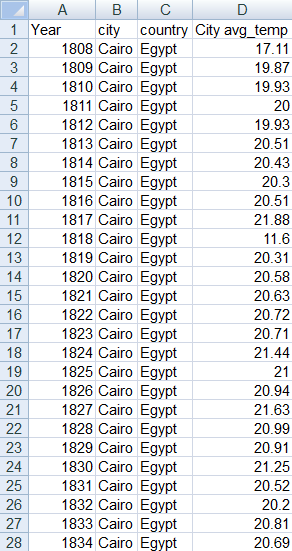 A B C D
1 Year city country City avg_temp
2 1808 Cairo Egypt 17.11
3 1809 Cairo Egypt 19.87
4 1810 Cairo Egypt 19.93
5 1811 Cairo Egypt 20
6 1812 Cairo Egypt 19.93
7 1813 Cairo Egypt 20.51
8 1814 Cairo Egypt 20.43
9 1815 Cairo Egypt 20.3
10 1816 Cairo Egypt 20.51
11 1817 Cairo Egypt 21.88
12 1818 Cairo Egypt 11.6
13 1819 Cairo Egypt 20.31
14 1820 Cairo Egypt 20.58
15 1821 Cairo Egypt 20.63
16 1822 Cairo Egypt 20.72
17 1823 Cairo Egypt 20.71
18 1824 Cairo Egypt 21.44
19 1825 Cairo Egypt 21
20 1826 Cairo Egypt 20.94
21 1827 Cairo Egypt 21.63
22 1828 Cairo Egypt 20.99
23 1829 Cairo Egypt 20.91
24 1830 Cairo Egypt 21.25
25 1831 Cairo Egypt 20.52
26 1832 Cairo Egypt 20.2
27 1833 Cairo Egypt 20.81
28 1834 Cairo Egypt 20.69